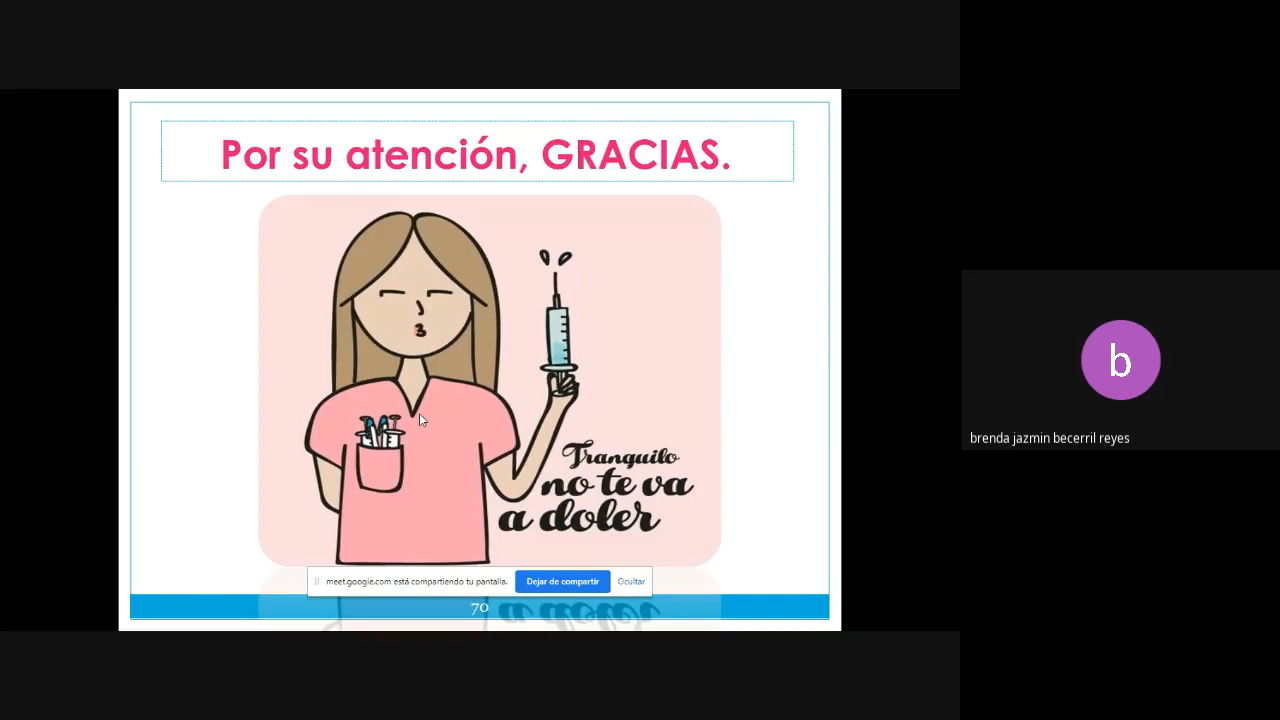 Por su atención, GRACIAS.
Tranquilo
no te va
a doler
meet.google.com está compartiendo tu pantalla.
Dejar de compartir
Ocultar
70
b
brenda jazmin becerril reyes